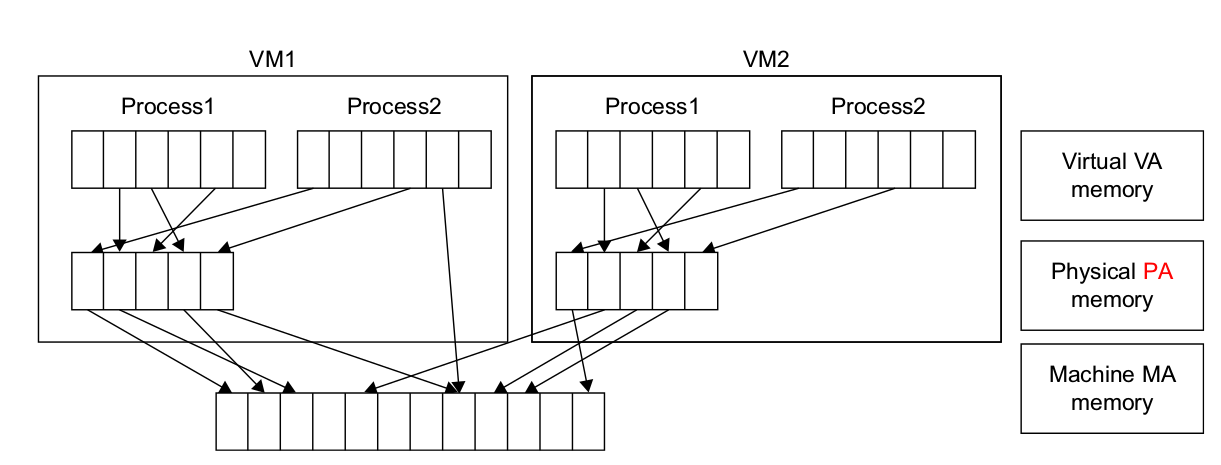 VM1
VM2
Process1
Process2
Process1
Process2
Virtual VA
memory
Physical PA
memory
Machine MA
memory